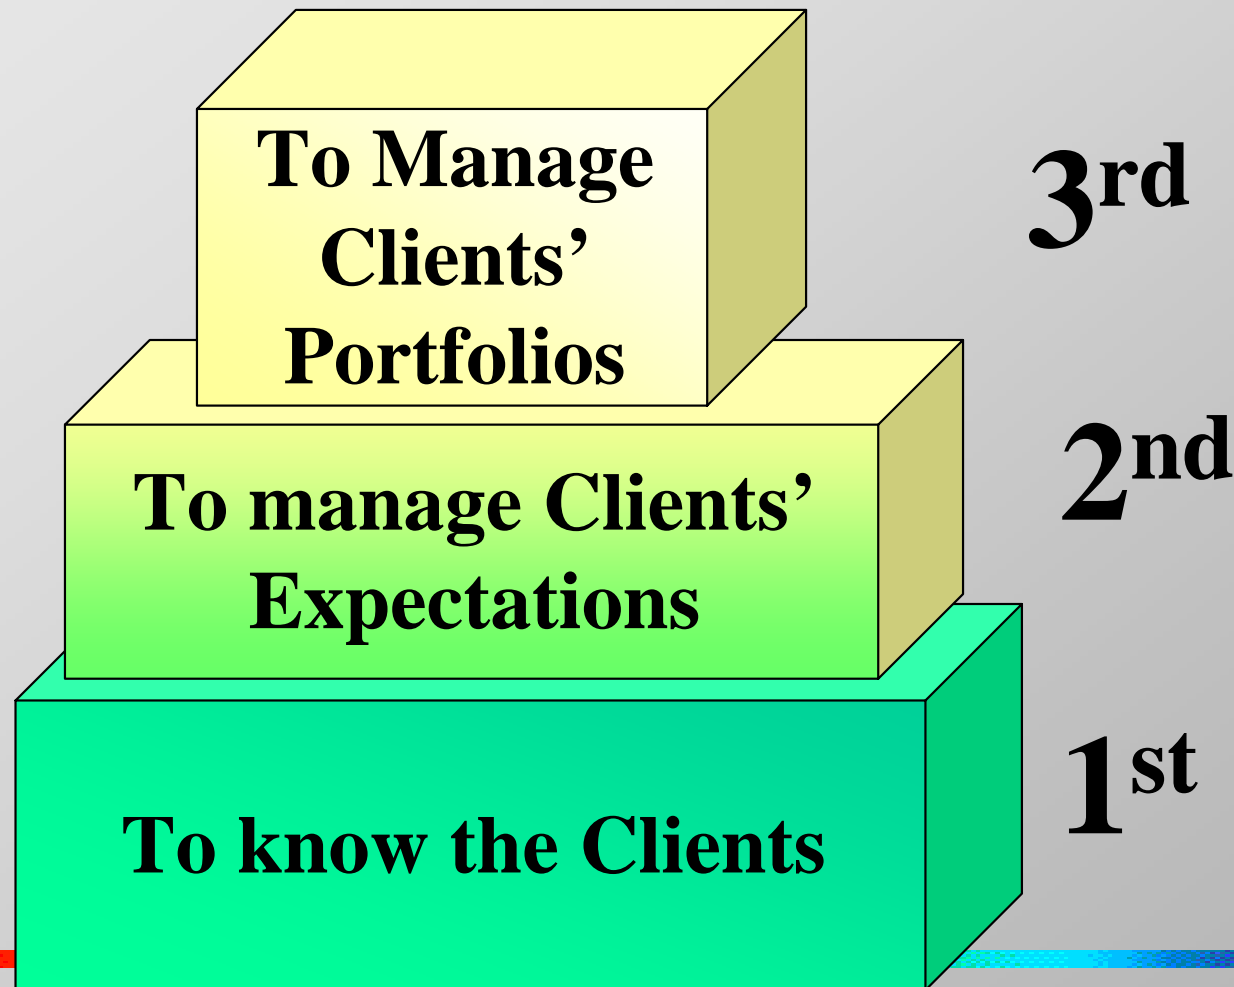 To Manage
Clients’
Portfolios
3rd
To manage Clients’
Expectations
2nd
To know the Clients
1st